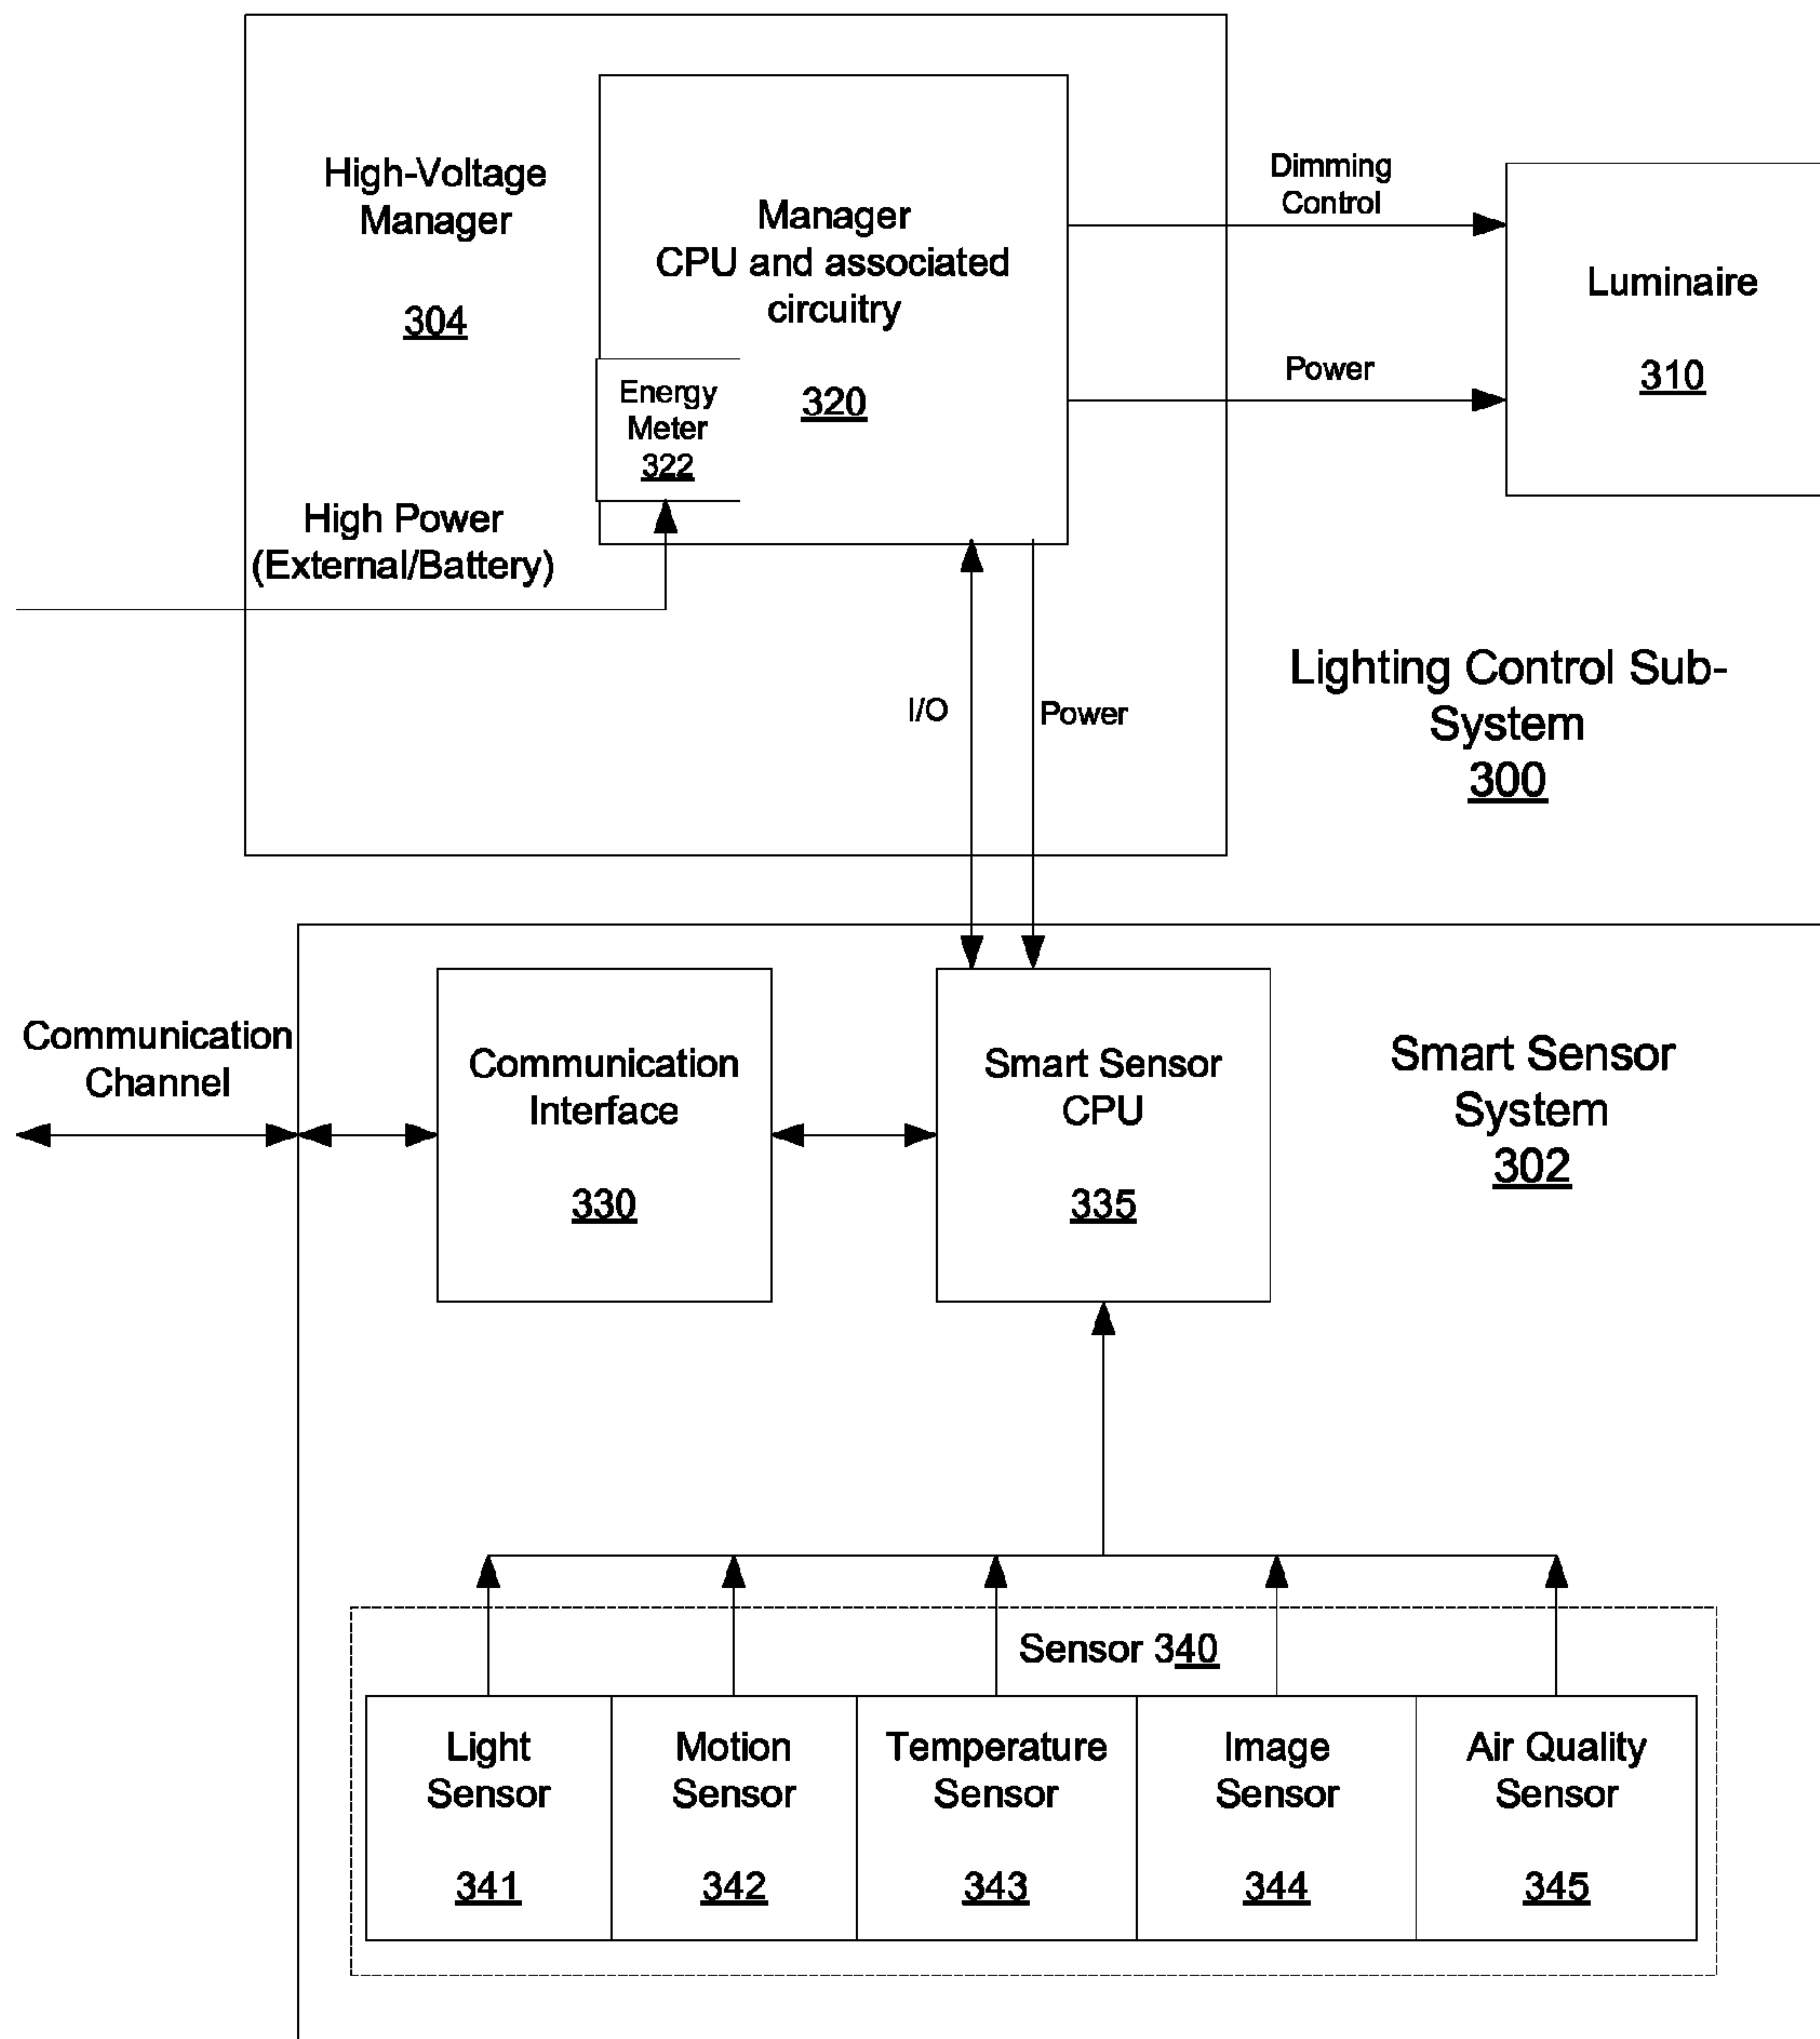 High-Voltage
Manager
304
Manager
CPU and associated
circuitry
320
Energy
Meter
322
High Power
(External/Battery)
Dimming
Control
Power
Luminaire
310
Lighting Control Sub-
System
300
I/O
Power
Communication
Channel
Communication
Interface
330
Smart Sensor
CPU
335
Smart Sensor
System
302
Sensor 340
Light
Sensor
341
Motion
Sensor
342
Temperature
Sensor
343
Image
Sensor
344
Air Quality
Sensor
345